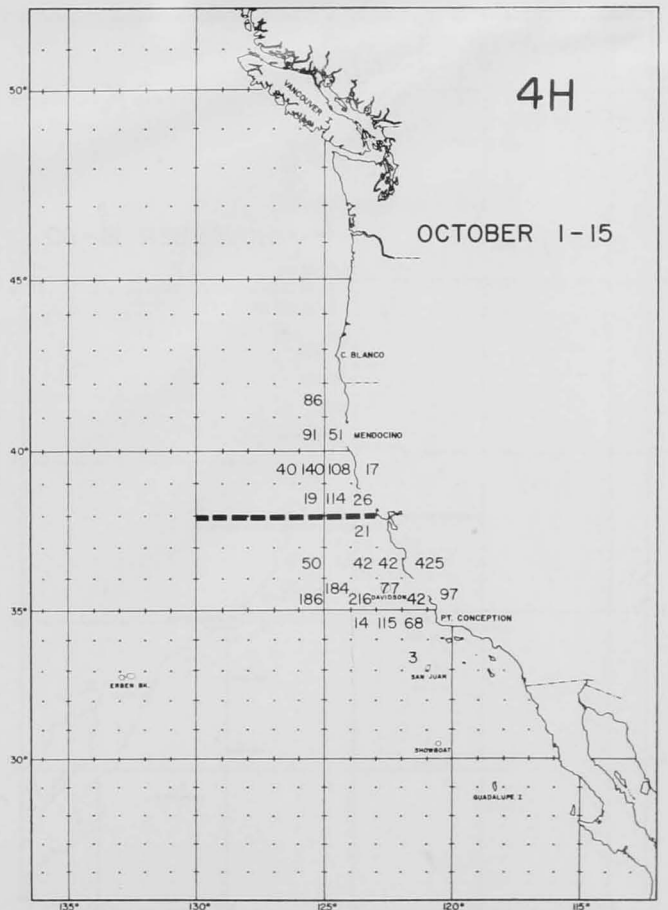 4H
50°
VANCOUVER I.
OCTOBER 1-15
45°
C. BLANCO
86
91 51 MENDOCINO
40°
40 140 108 17
19 114 26
21
50 42 42 425
184 77 97
186 216 DAVIDSON 42
35°
PT. CONCEPTION
14 115 68
3
SAN JUAN
ERBEN BK.
SHOWBOAT
30°
GUADALUPE I.
135° 130° 125° 120° 115°